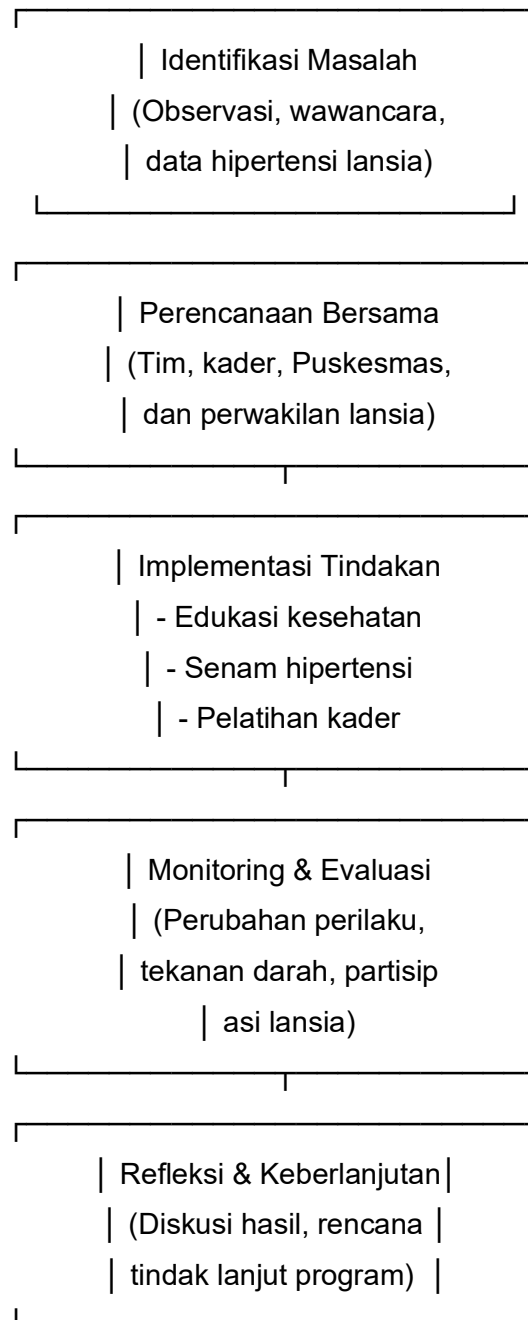 │ Identifikasi Masalah
│ (Observasi, wawancara,
│ data hipertensi lansia)
│ Perencanaan Bersama
│ (Tim, kader, Puskesmas,
│ dan perwakilan lansia)
│ Implementasi Tindakan
│ - Edukasi kesehatan
│ - Senam hipertensi
│ - Pelatihan kader
│ Monitoring & Evaluasi
│ (Perubahan perilaku,
│ tekanan darah, partisip
│ asi lansia)
│ Refleksi & Keberlanjutan│
│ (Diskusi hasil, rencana │
│ tindak lanjut program) │